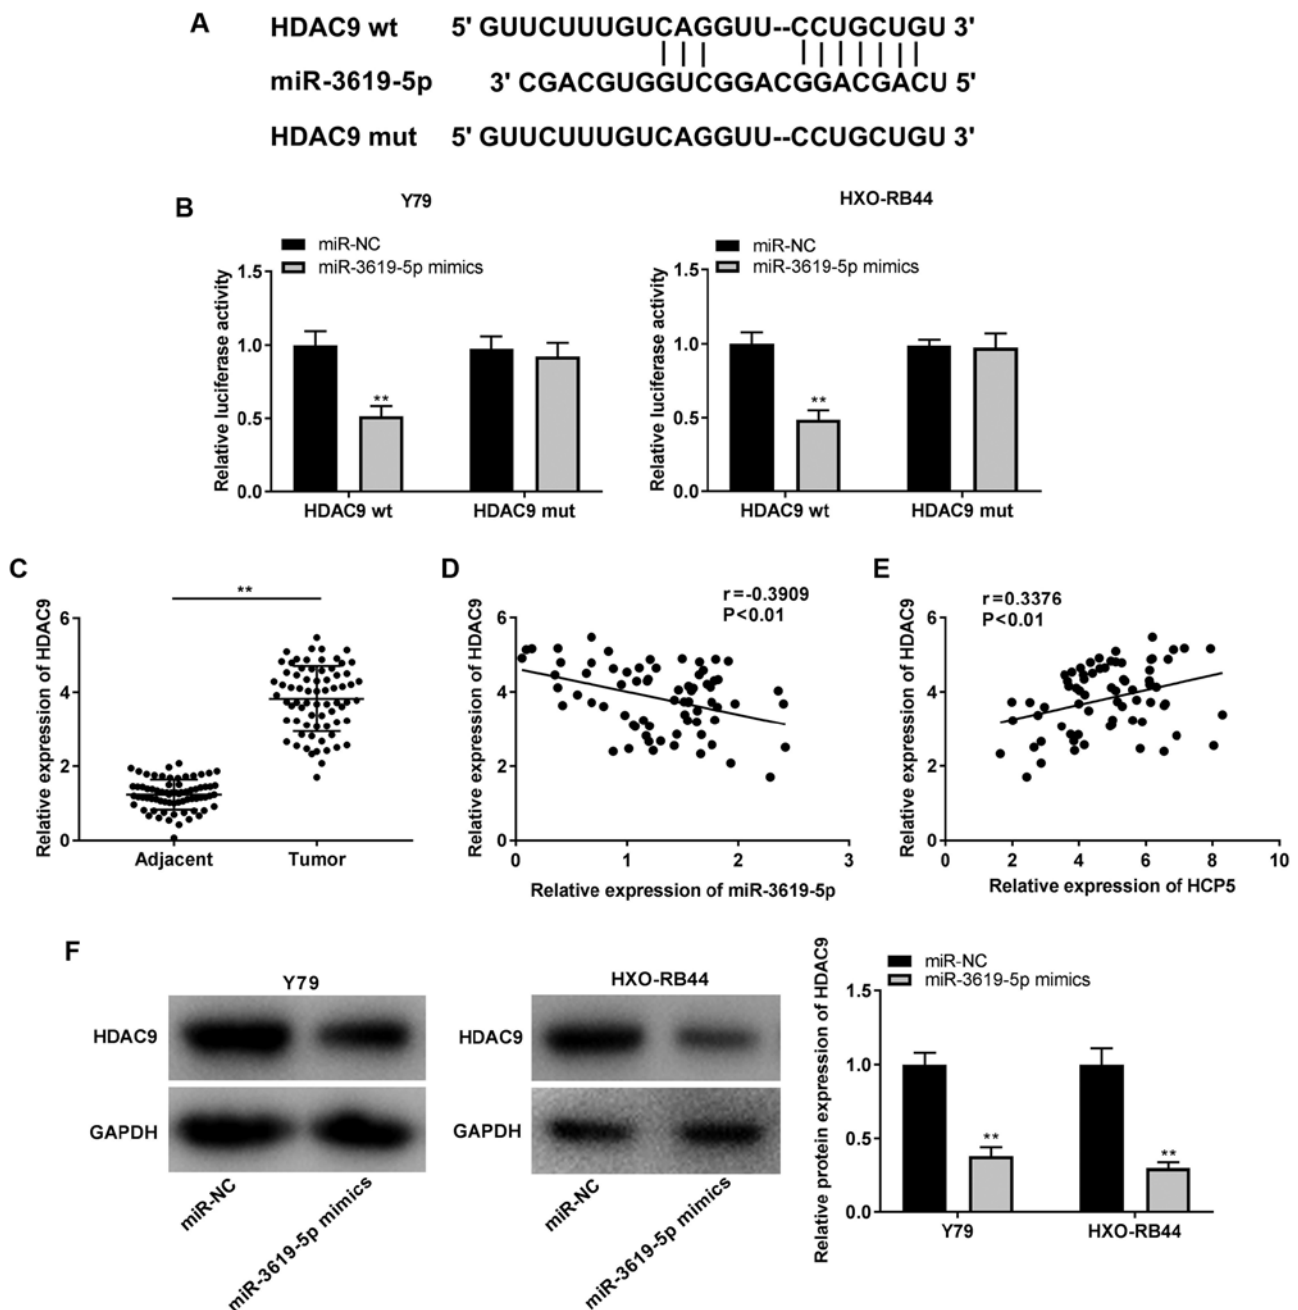 A
HDAC9 wt 5' GUUCUUUGUCAGGUU--CCUGCUGU 3'
miR-3619-5p 3' CGACGUGGUCGGACGGACGACU 5'
HDAC9 mut 5' GUUCUUUGUCAGGUU--CCUGCUGU 3'
B
Y79
miR-NC
miR-3619-5p mimics
Relative luciferase activity
1.5
1.0
0.5
0.0
**
HDAC9 wt HDAC9 mut
HXO-RB44
miR-NC
miR-3619-5p mimics
Relative luciferase activity
1.5
1.0
0.5
0.0
**
HDAC9 wt HDAC9 mut
C
Relative expression of HDAC9
**
6
4
2
0
Adjacent Tumor
D
Relative expression of HDAC9
r=-0.3909
P<0.01
6
4
2
0
0 1 2 3
Relative expression of miR-3619-5p
E
Relative expression of HDAC9
r=0.3376
P<0.01
6
4
2
0
0 2 4 6 8 10
Relative expression of HCP5
F
Y79
HDAC9
GAPDH
miR-NC
miR-3619-5p mimics
HXO-RB44
HDAC9
GAPDH
miR-NC
miR-3619-5p mimics
miR-NC
miR-3619-5p mimics
Relative protein expression of HDAC9
1.5
1.0
0.5
0.0
**
**
Y79 HXO-RB44